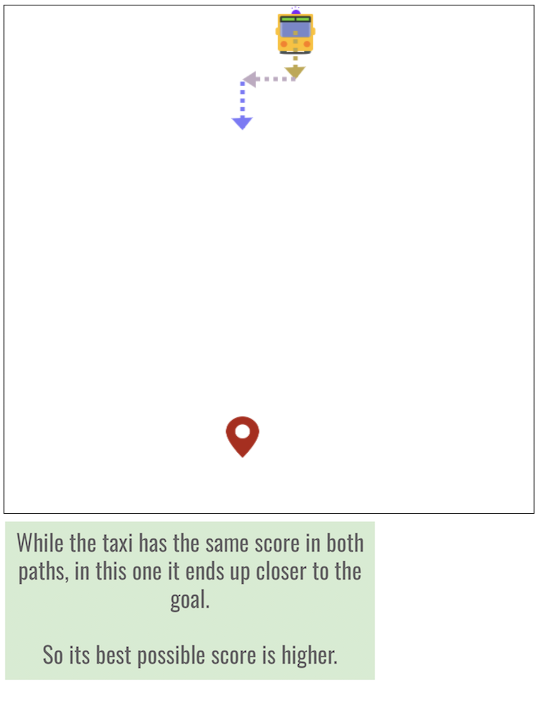 While the taxi has the same score in both
paths, in this one it ends up closer to the
goal.
So its best possible score is higher.